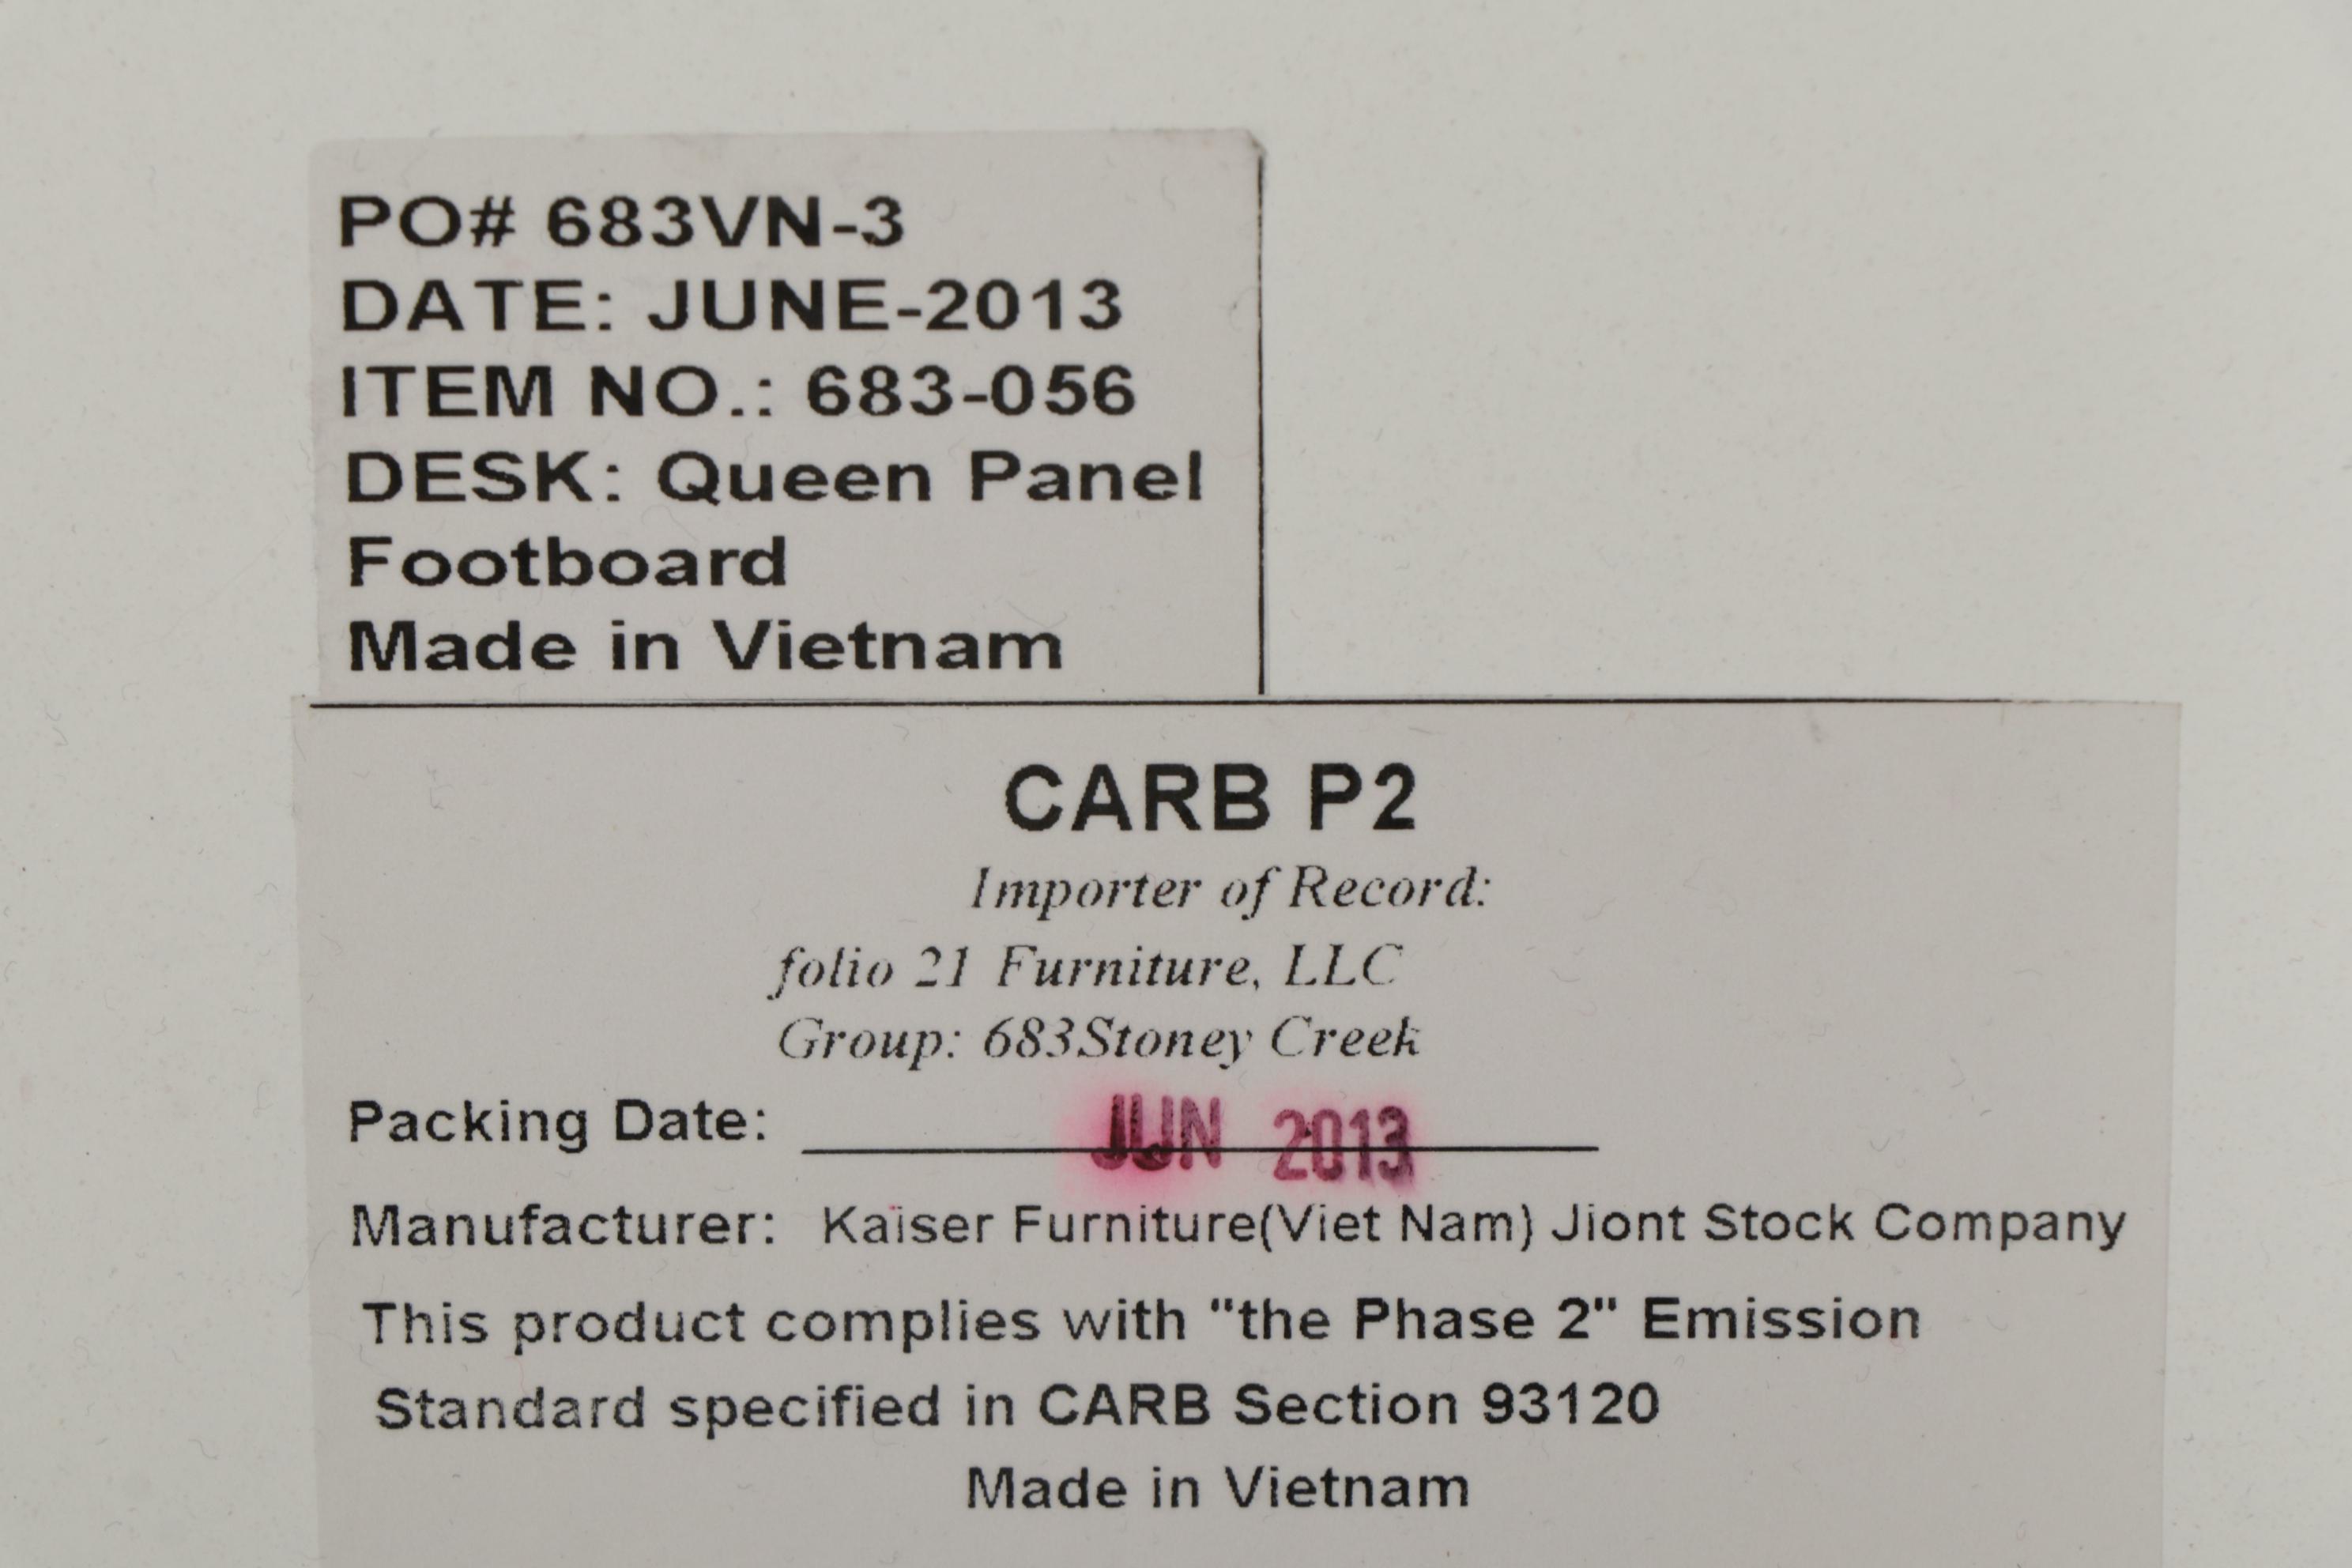 PO# 683VN-3
DATE: JUNE-2013
ITEM NO.: 683-056
DESK: Queen Panel
Footboard
Made in Vietnam
CARB P2
Importer of Record:
folio 21 Furniture, LLC
Group: 683Stoney Creek
Packing Date: JUN 2013
Manufacturer: Kaiser Furniture(Viet Nam) Jiont Stock Company
This product complies with "the Phase 2" Emission
Standard specified in CARB Section 93120
Made in Vietnam